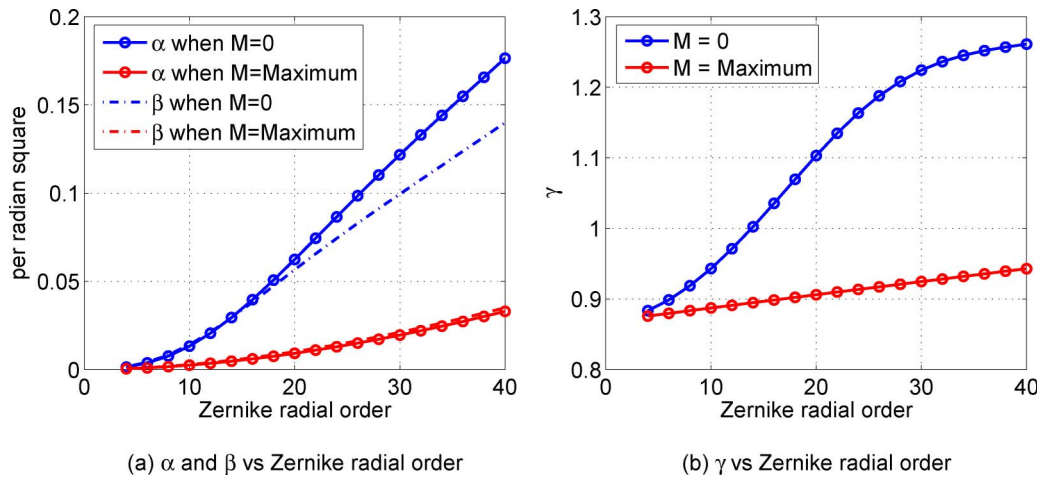 0.2
0.15
0.1
0.05
0
per radian square
α when M=0
α when M=Maximum
β when M=0
β when M=Maximum
0 10 20 30 40
Zernike radial order
(a) α and β vs Zernike radial order
1.3
1.2
1.1
1
0.9
0.8
γ
M = 0
M = Maximum
0 10 20 30 40
Zernike radial order
(b) γ vs Zernike radial order